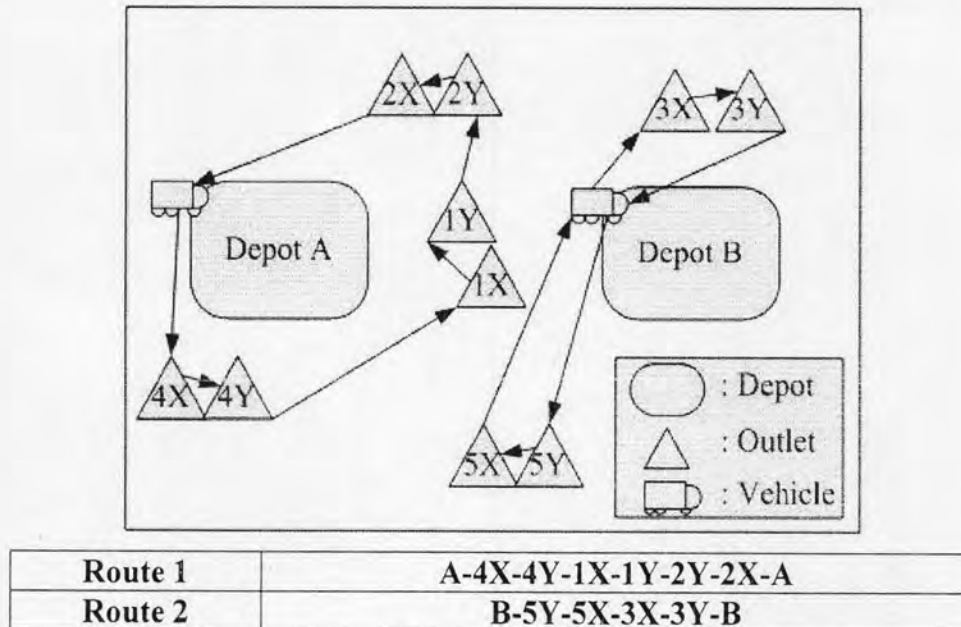 2X 2Y
3X 3Y
1Y
Depot A
Depot B
1X
4X 4Y
: Depot
: Outlet
5X 5Y
: Vehicle
Route 1 A-4X-4Y-1X-1Y-2Y-2X-A
Route 2 B-5Y-5X-3X-3Y-B